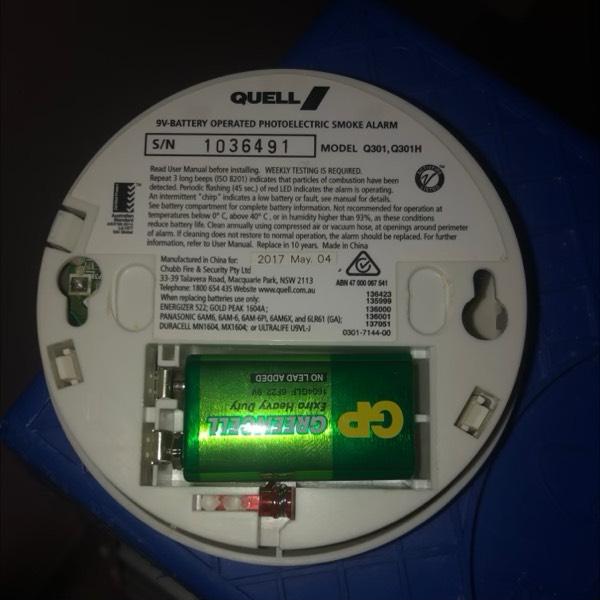 QUELL
9V-BATTERY OPERATED PHOTOELECTRIC SMOKE ALARM
S/N 1036491 MODEL Q301,Q301H
Read User Manual before installing. WEEKLY TESTING IS REQUIRED.
Repeat 3 long beeps (ISO 8201) indicates that particles of combustion have been
detected. Periodic flashing (45 sec.) of red LED indicates the alarm is operating.
An intermittent "chirp" indicates a low battery or fault, see manual for details.
See battery compartment for complete battery information. Not recommended for operation at
temperatures below 0° C, above 40° C , or in humidity higher than 93%, as these conditions
reduce battery life. Clean annually using compressed air or vacuum hose, at openings around perimeter
of alarm. If cleaning does not restore to normal operation, the alarm should be replaced. For further
information, refer to User Manual. Replace in 10 years. Made in China
Australian
Standard
Manufactured in China for: 2017 May. 04
Chubb Fire & Security Pty Ltd
33-39 Talavera Road, Macquarie Park, NSW 2113
Telephone: 1800 654 435 Website www.quell.com.au
ABN 47 000 067 541
When replacing batteries use only:
ENERGIZER 522; GOLD PEAK 1604A;
PANASONIC 6AM6, 6AM-6, 6AM-6PI, 6AM6X, and 6LR61 (GA);
DURACELL MN1604, MX1604; or ULTRALIFE U9VL-J
136423
135999
136000
136001
137051
0301-7144-00
GP
GREENCELL
Extra Heavy Duty
1604GLF 6F22 9V
NO LEAD ADDED